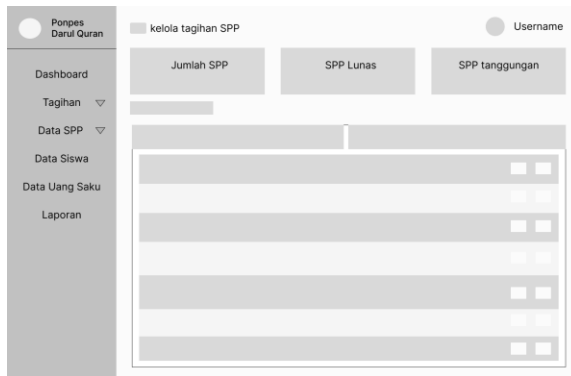 Ponpes
Darul Quran
kelola tagihan SPP
Username
Dashboard
Tagihan
Data SPP
Data Siswa
Data Uang Saku
Laporan
Jumlah SPP
SPP Lunas
SPP tanggungan